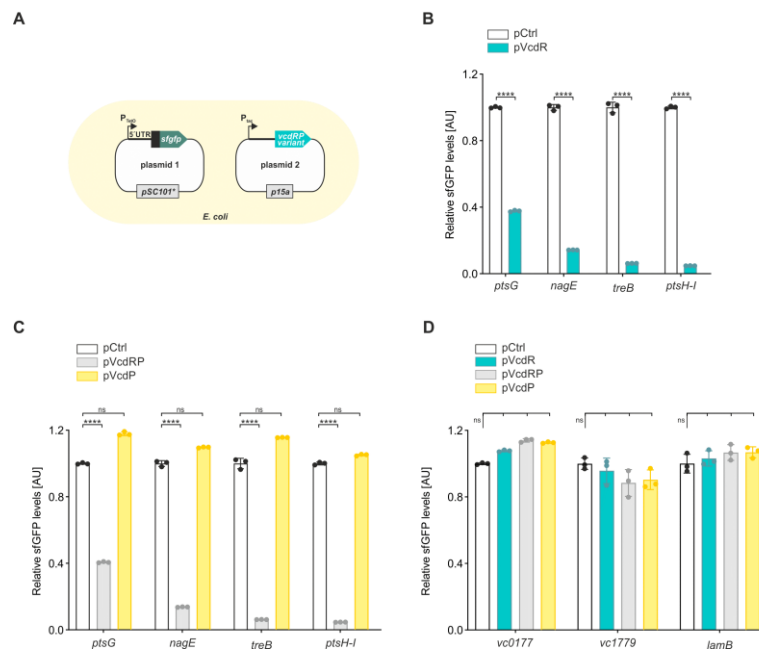 A
P
TetO
5´UTR
sfgfp
plasmid 1
pSC101*
P
tac
vcdRP
variant
plasmid 2
p15a
E. coli
B
pCtrl
pVcdR
Relative sfGFP levels [AU]
1.2
0.8
0.4
0.0
**** **** **** ****
ptsG nagE treB ptsH-I
C
pCtrl
pVcdRP
pVcdP
Relative sfGFP levels [AU]
1.2
0.8
0.4
0.0
ns ns ns ns
**** **** **** ****
ptsG nagE treB ptsH-I
D
pCtrl
pVcdR
pVcdRP
pVcdP
Relative sfGFP levels [AU]
1.2
0.8
0.4
0.0
ns ns ns
vc0177 vc1779 lamB